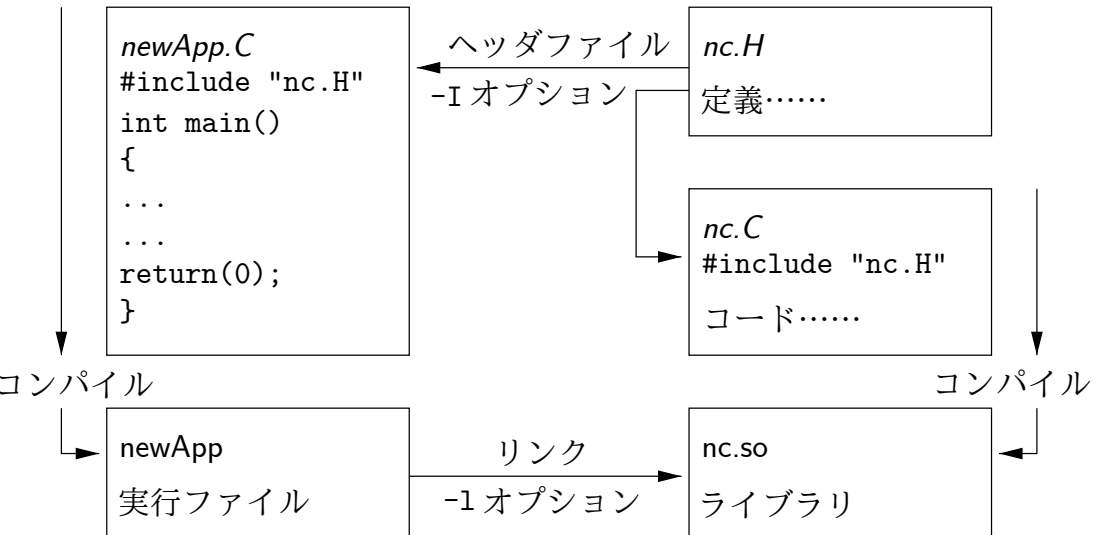 newApp.C
#include "nc.H"
int main()
{
...
...
return(0);
}
ヘッダファイル
-I オプション
nc.H
定義……
nc.C
#include "nc.H"
コード……
コンパイル
コンパイル
newApp
実行ファイル
リンク
-l オプション
nc.so
ライブラリ